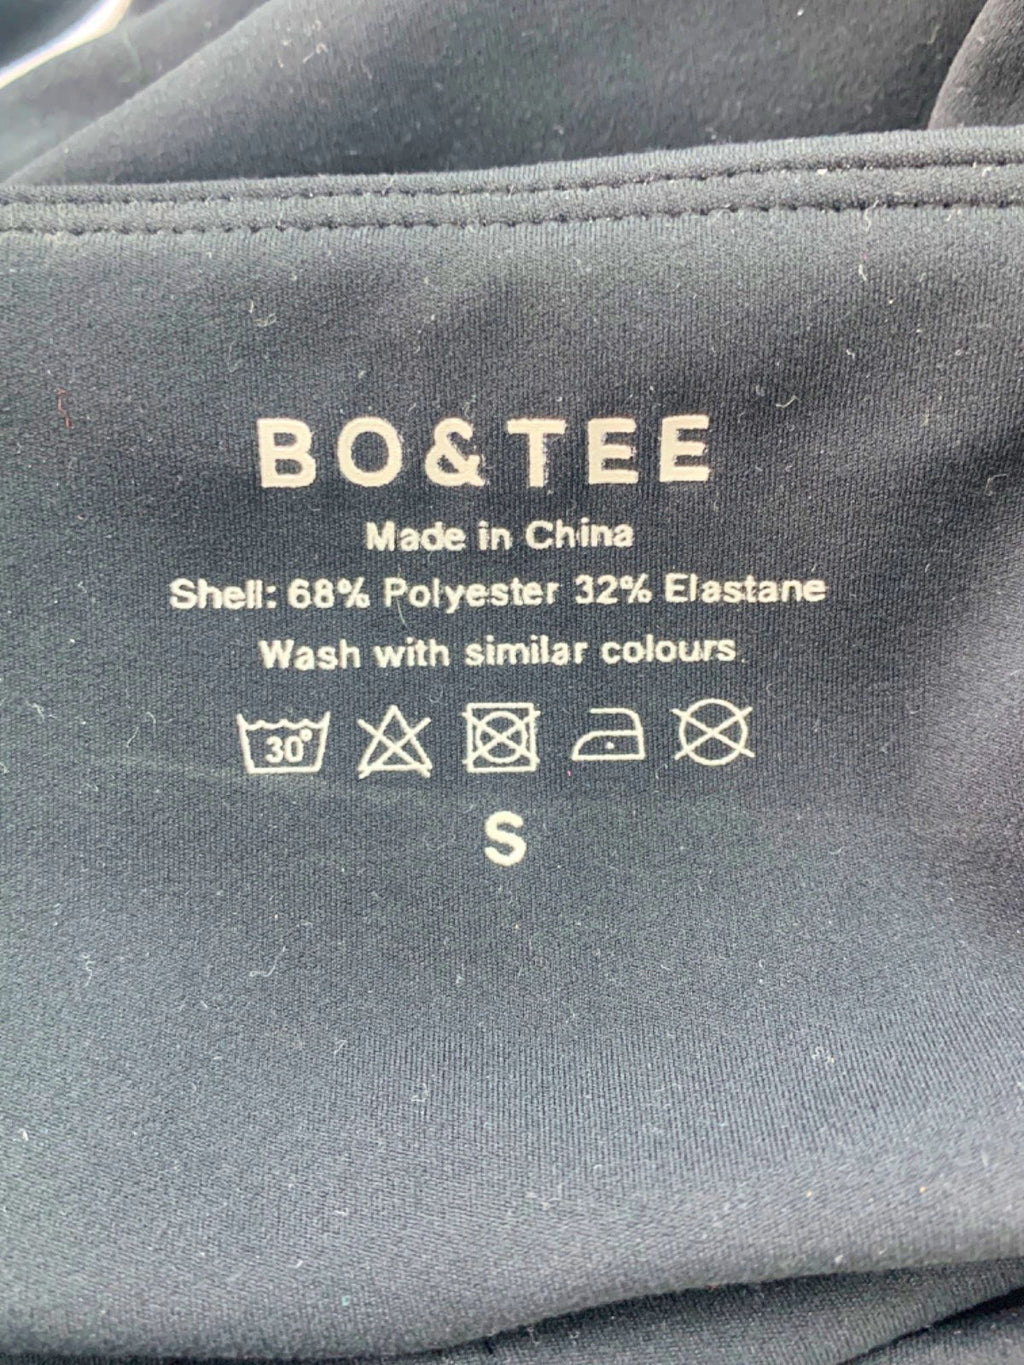 BO&TEE
Made in China
Shell: 68% Polyester 32% Elastane
Wash with similar colours.
30°
S